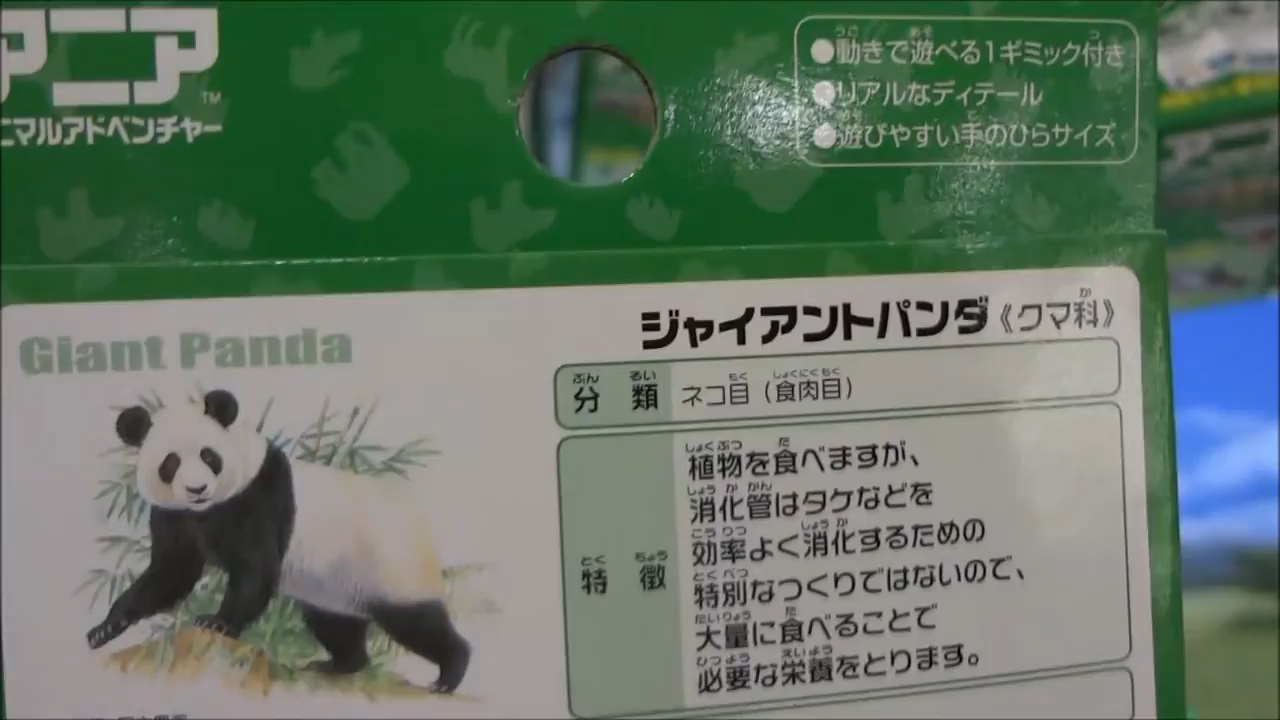 アニア™
ニマルアドベンチャー
●動きで遊べる1ギミック付き
●リアルなディテール
●遊びやすい手のひらサイズ
Giant Panda
ジャイアントパンダ《クマ科》
分類 ネコ目（食肉目）
特徴
植物を食べますが、
消化管はタケなどを
効率よく消化するための
特別なつくりではないので、
大量に食べることで
必要な栄養をとります。